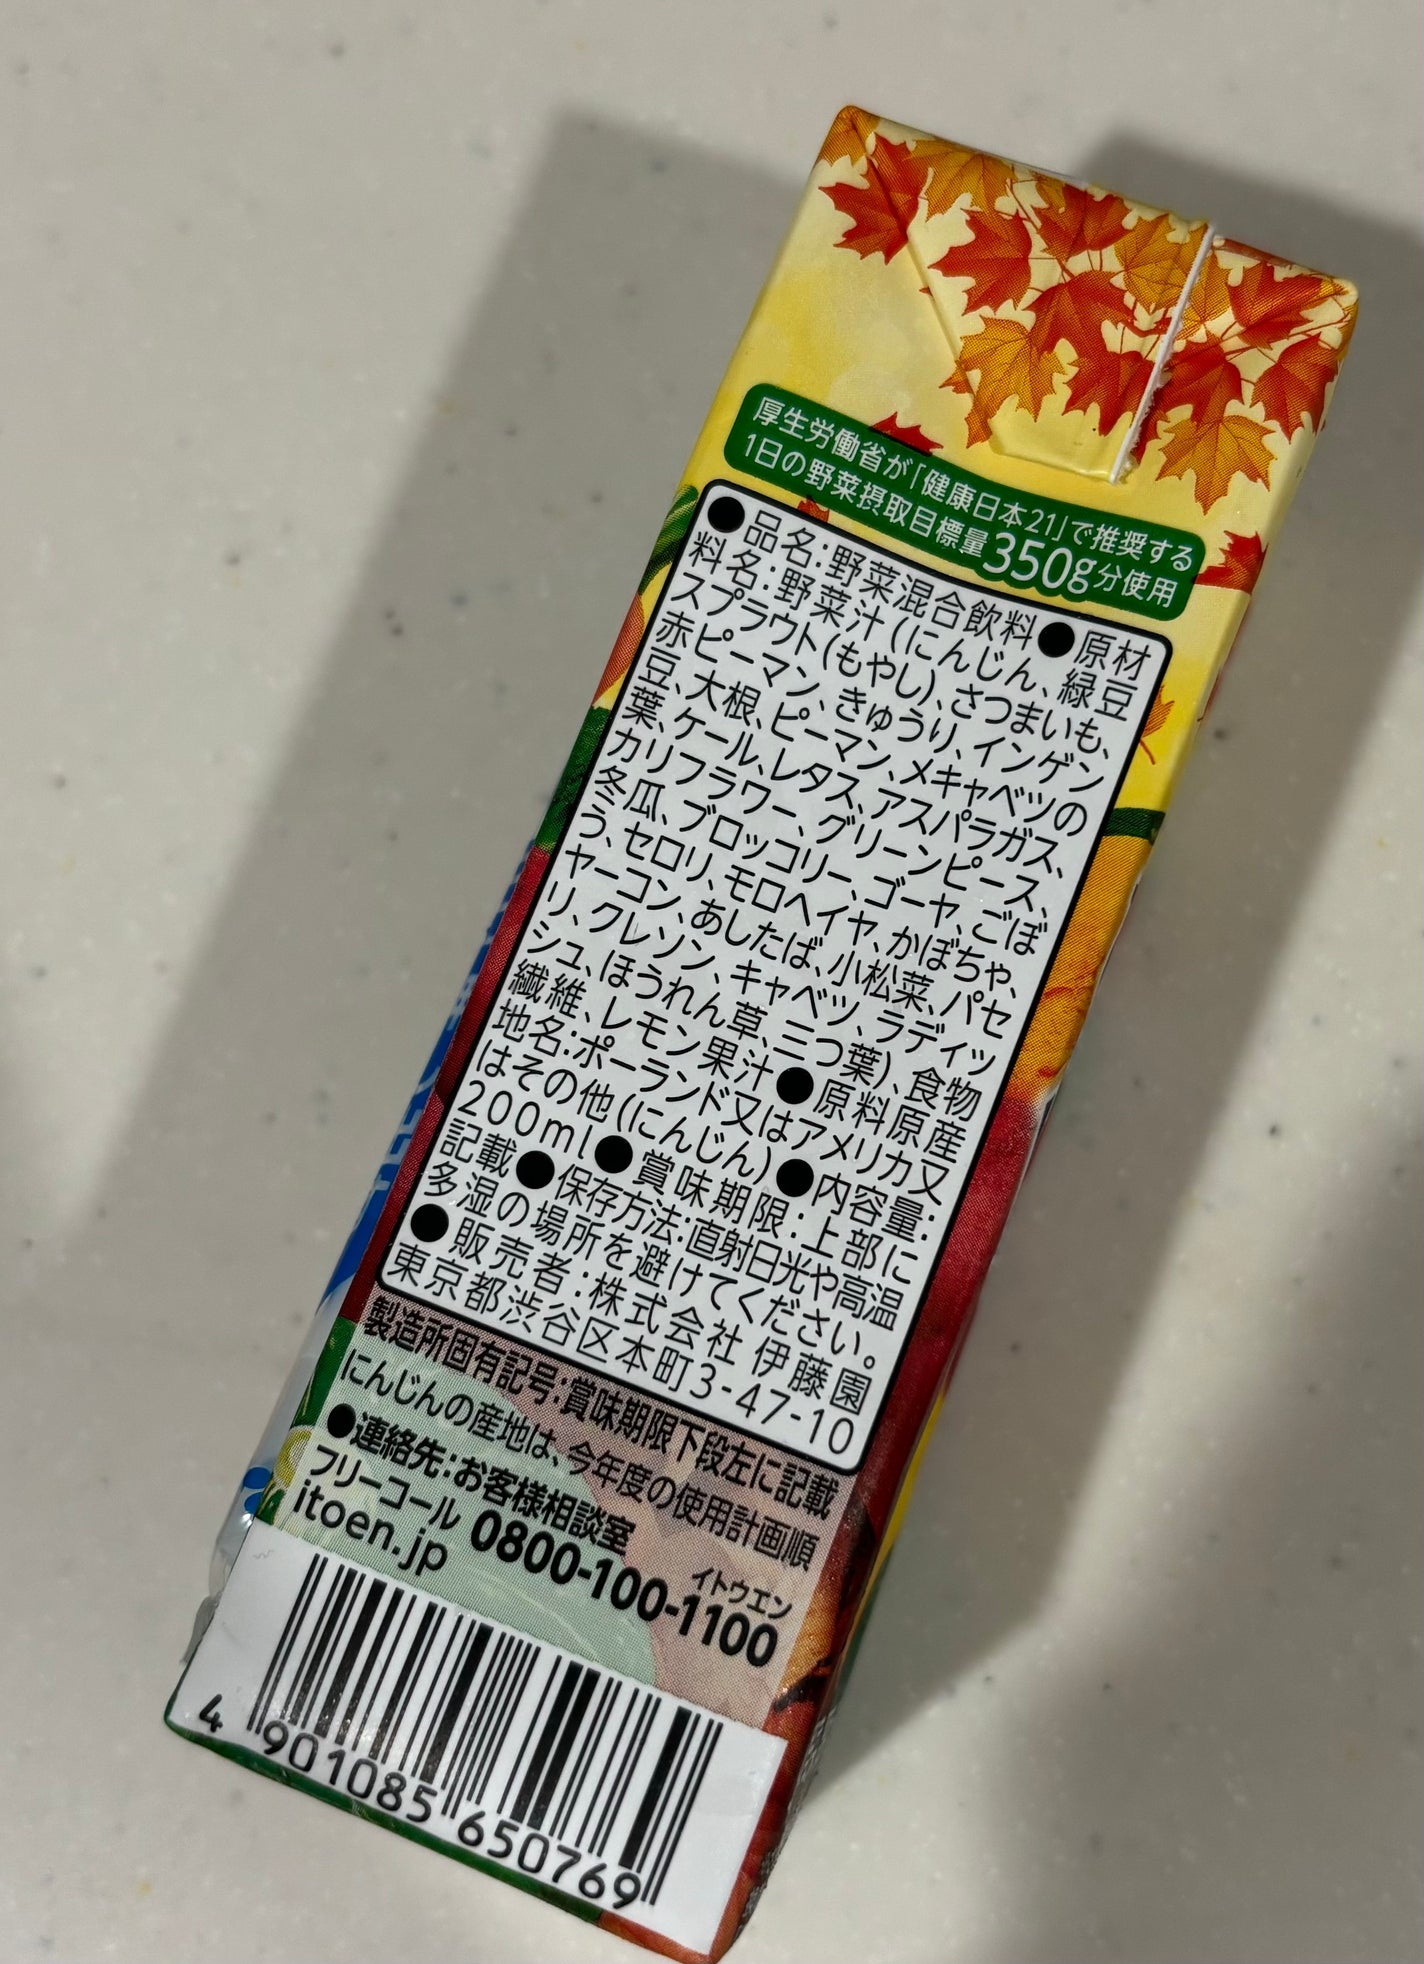 厚生労働省が「健康日本21」で推奨する
1日の野菜摂取目標量350g分使用
●品名:野菜混合飲料●原材
料名:野菜汁(にんじん、緑豆
スプラウト(もやし)、さつまいも、
赤ピーマン、きゅうり、インゲン
豆、大根、ピーマン、メキャベツの
葉、ケール、レタス、アスパラガス、
カリフラワー、グリーンピース、
冬瓜、ブロッコリー、ゴーヤ、ごぼ
う、セロリ、モロヘイヤ、かぼちゃ、
ヤーコン、あしたば、小松菜、パセ
リ、クレソン、キャベツ、ラディッ
シュ、ほうれん草、三つ葉)、食物
繊維、レモン果汁●原料原産
地名:ポーランド又はアメリカ又
はその他(にんじん)●内容量:
200ml●賞味期限:上部に
記載●保存方法:直射日光や高温
多湿の場所を避けてください。
●販売者:株式会社 伊藤園
東京都渋谷区本町3-47-10
製造所固有記号:賞味期限下段左に記載
にんじんの産地は、今年度の使用計画順
●連絡先:お客様相談室
イトウエン
フリーコール 0800-100-1100
itoen.jp
4 901085 650769